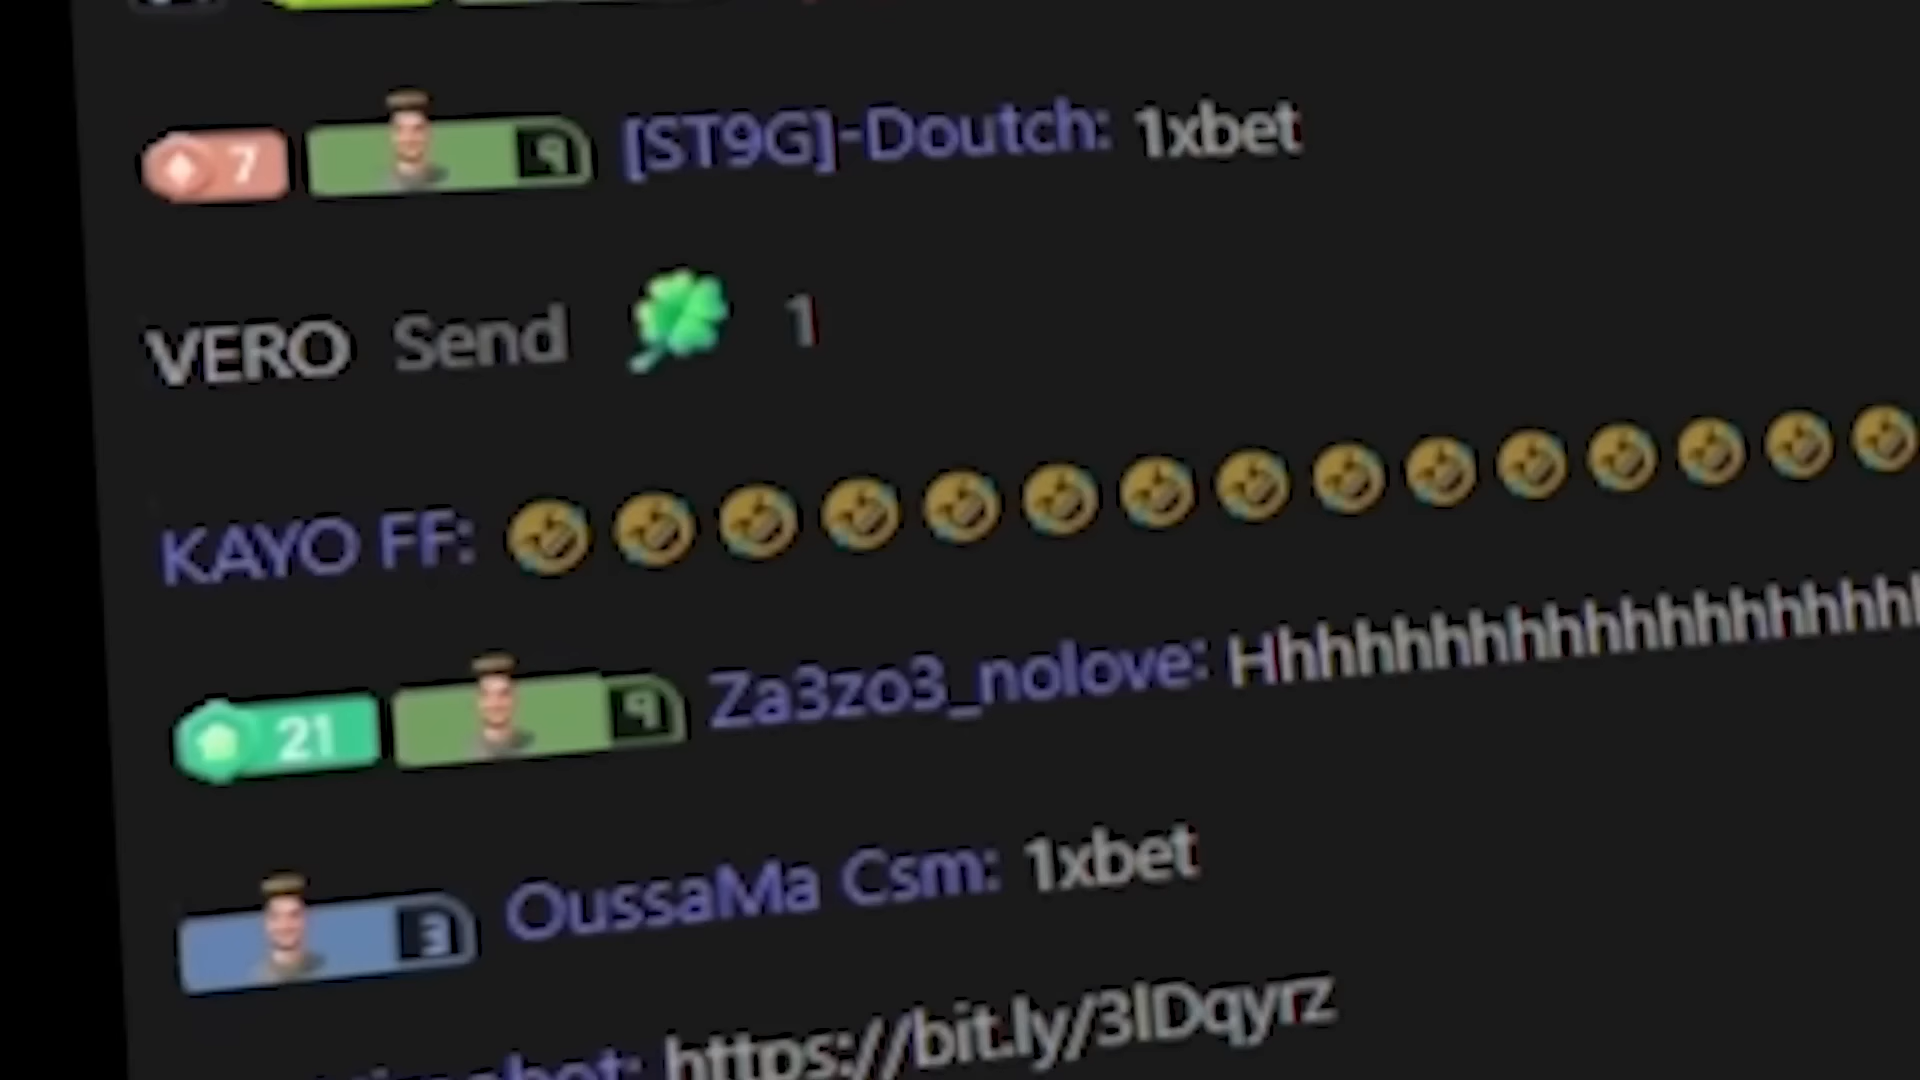 7 9 [ST9G]-Doutch: 1xbet
VERO Send 1
KAYO FF:
21 9 Za3zo3_nolove: Hhhhhhhhhhhhhhhhhhh
3 OussaMa Csm: 1xbet
https://bit.ly/3lDqyrz